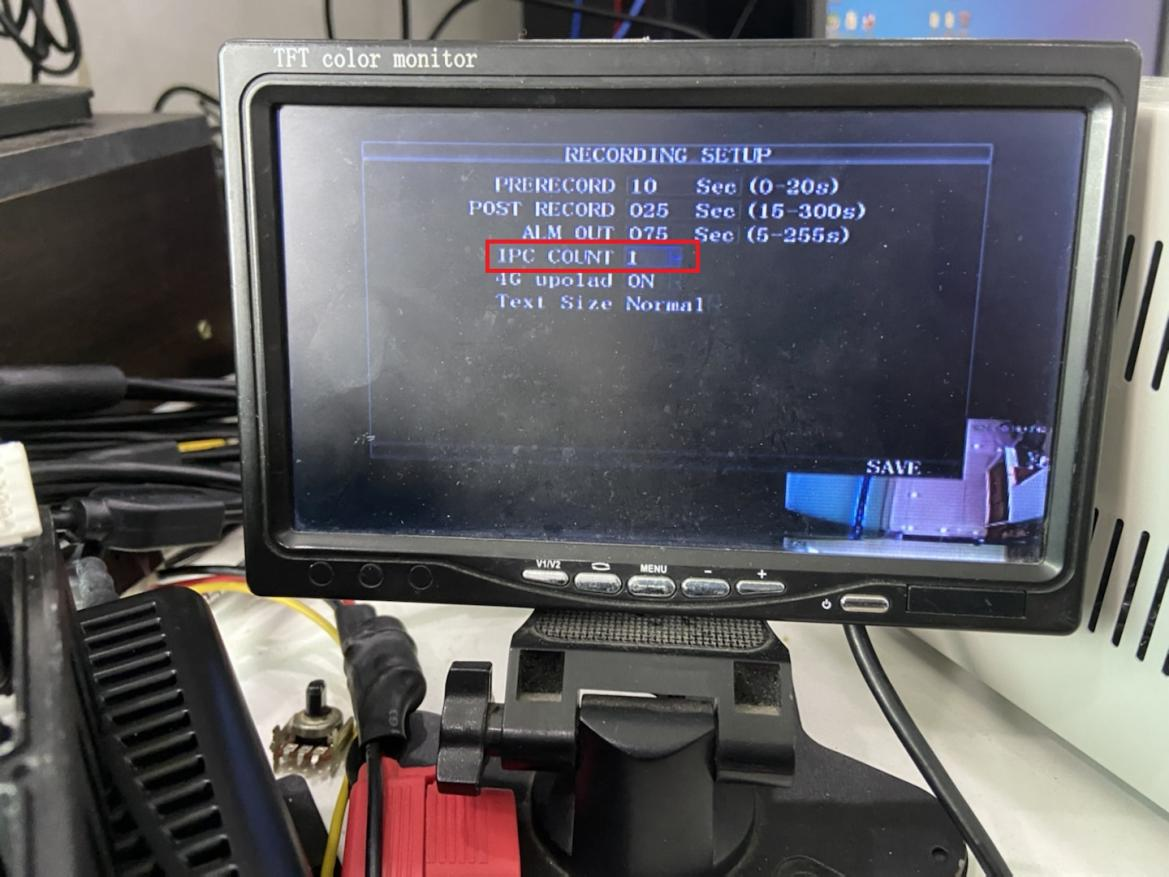 TFT color monitor
RECORDING SETUP
PRERECORD 10 Sec (0-20s)
POST RECORD 025 Sec (15-300s)
ALM OUT 075 Sec (5-255s)
IPC COUNT 1
4G upolad ON
Text Size Normal
SAVE
V1/V2
MENU
-
+